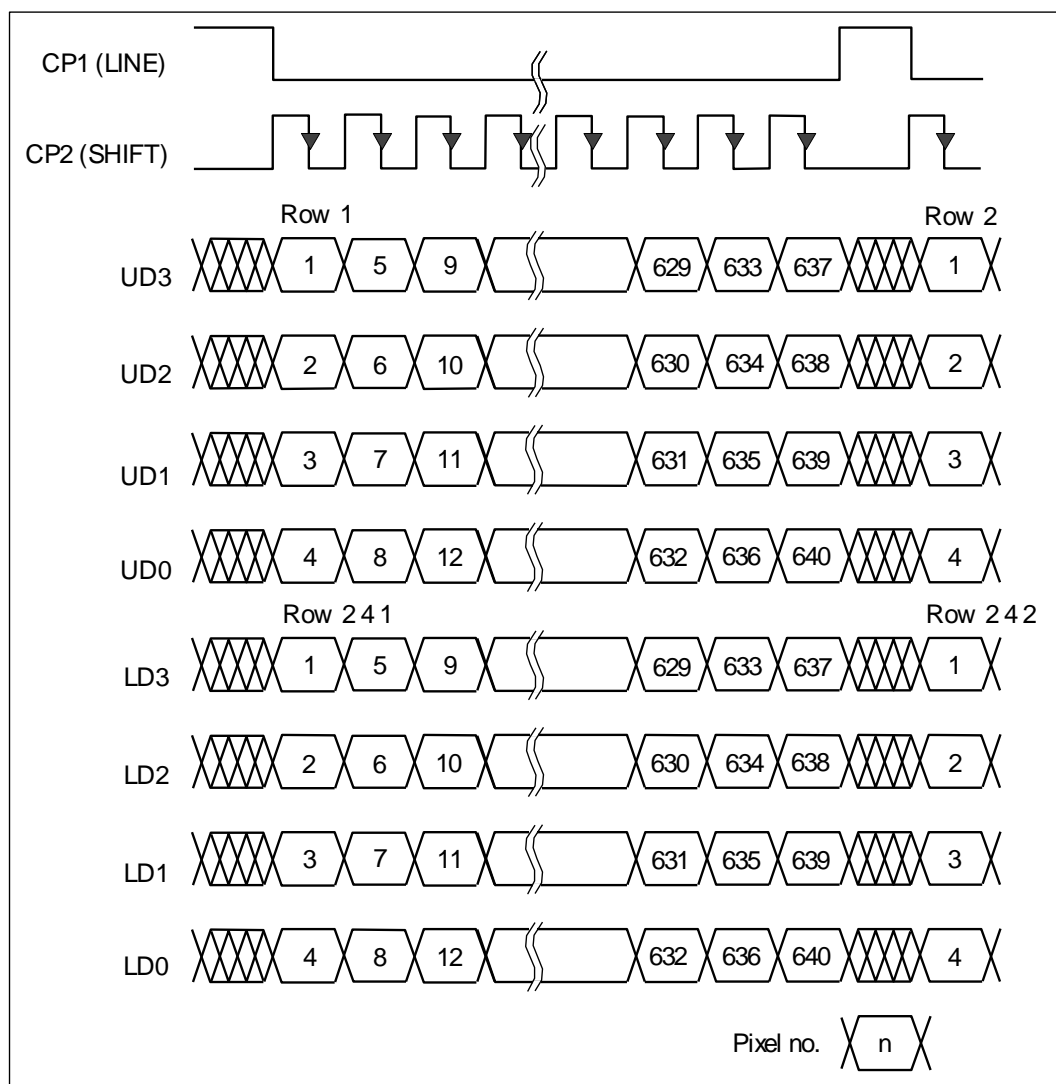 CP1 (LINE)
CP2 (SHIFT)
Row 1 Row 2
UD3 1 5 9 629 633 637 1
UD2 2 6 10 630 634 638 2
UD1 3 7 11 631 635 639 3
UD0 4 8 12 632 636 640 4
Row 241 Row 242
LD3 1 5 9 629 633 637 1
LD2 2 6 10 630 634 638 2
LD1 3 7 11 631 635 639 3
LD0 4 8 12 632 636 640 4
Pixel no. n